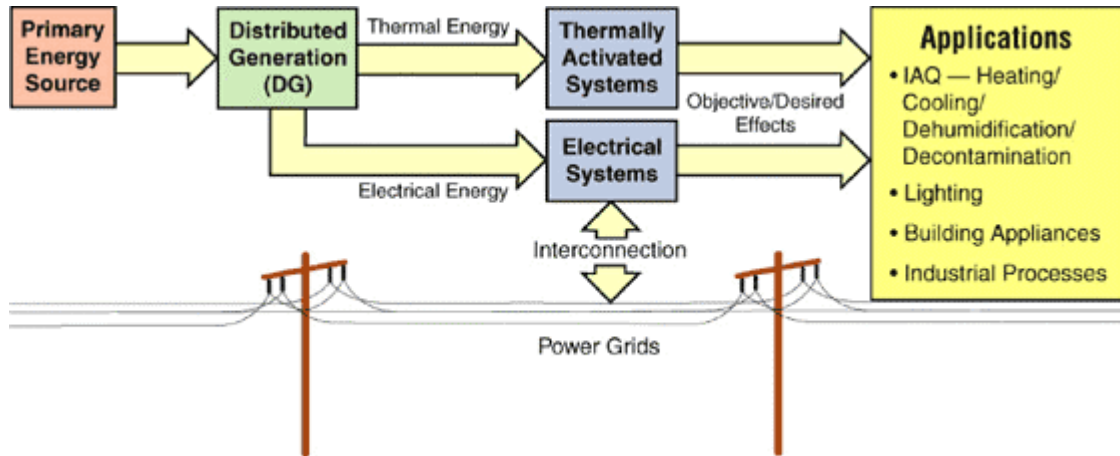 Primary
Energy
Source
Distributed
Generation
(DG)
Thermal Energy
Thermally
Activated
Systems
Objective/Desired
Effects
Electrical Energy
Electrical
Systems
Interconnection
Power Grids
Applications
• IAQ — Heating/
Cooling/
Dehumidification/
Decontamination
• Lighting
• Building Appliances
• Industrial Processes